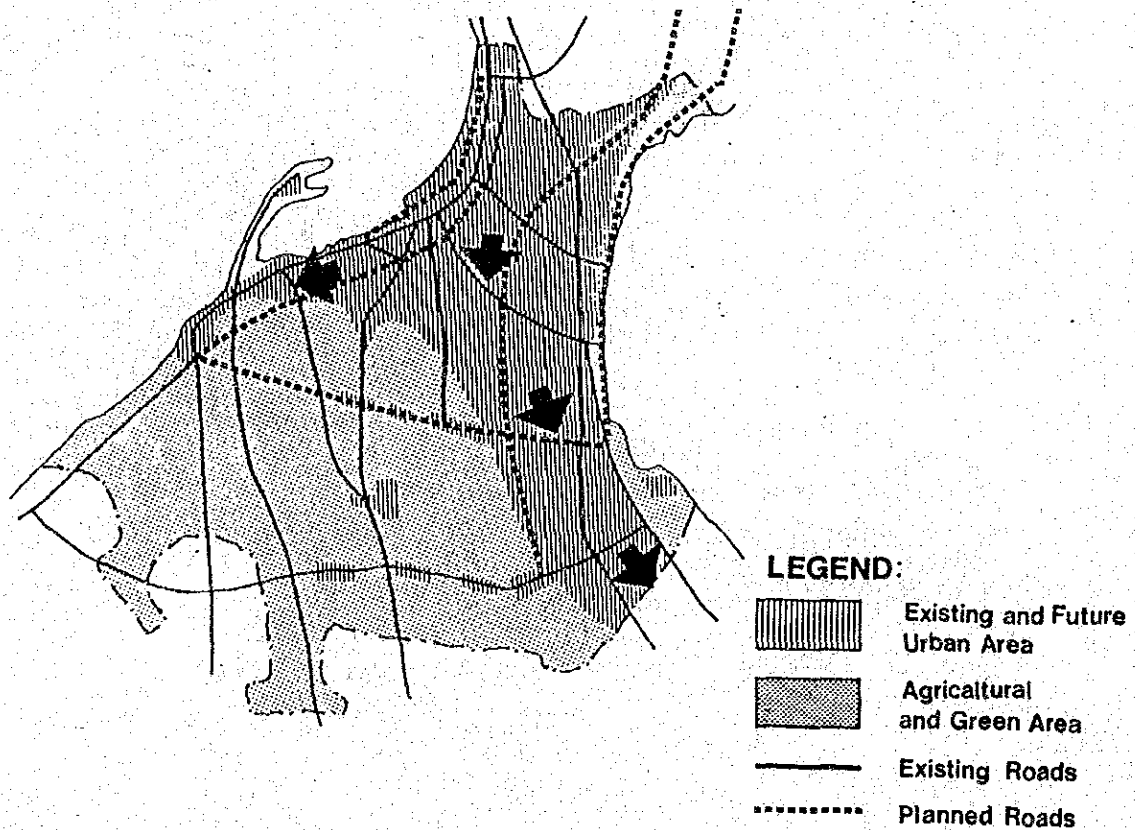 LEGEND:
Existing and Future
Urban Area
Agricaltural
and Green Area
Existing Roads
Planned Roads